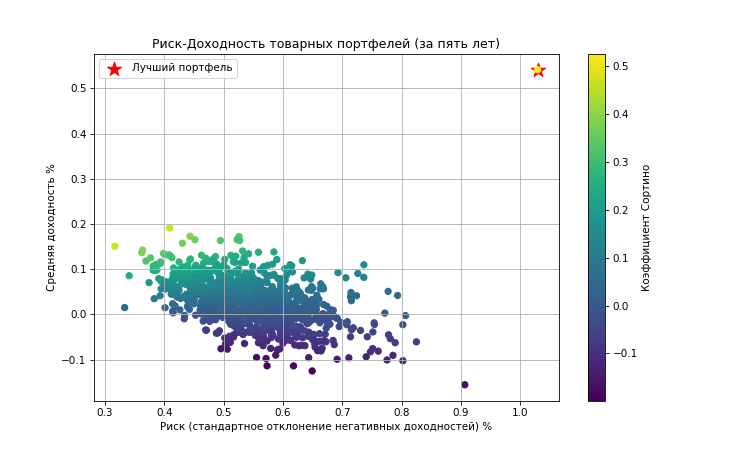 Риск-Доходность товарных портфелей (за пять лет)
Лучший портфель
Средняя доходность %
0.5
0.4
0.3
0.2
0.1
0.0
−0.1
0.3 0.4 0.5 0.6 0.7 0.8 0.9 1.0
Риск (стандартное отклонение негативных доходностей) %
0.5
0.4
0.3
0.2
0.1
0.0
−0.1
Коэффициент Сортино